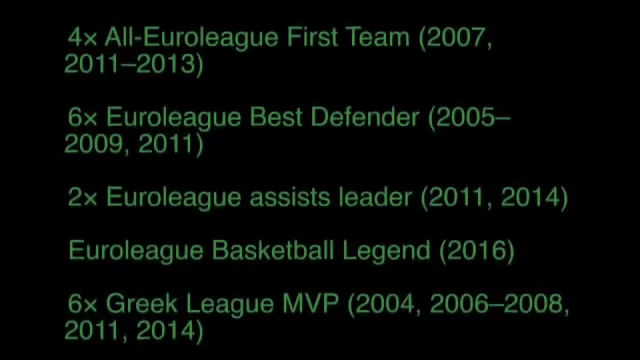 4× All-Euroleague First Team (2007,
2011–2013)
6× Euroleague Best Defender (2005–
2009, 2011)
2× Euroleague assists leader (2011, 2014)
Euroleague Basketball Legend (2016)
6× Greek League MVP (2004, 2006–2008,
2011, 2014)